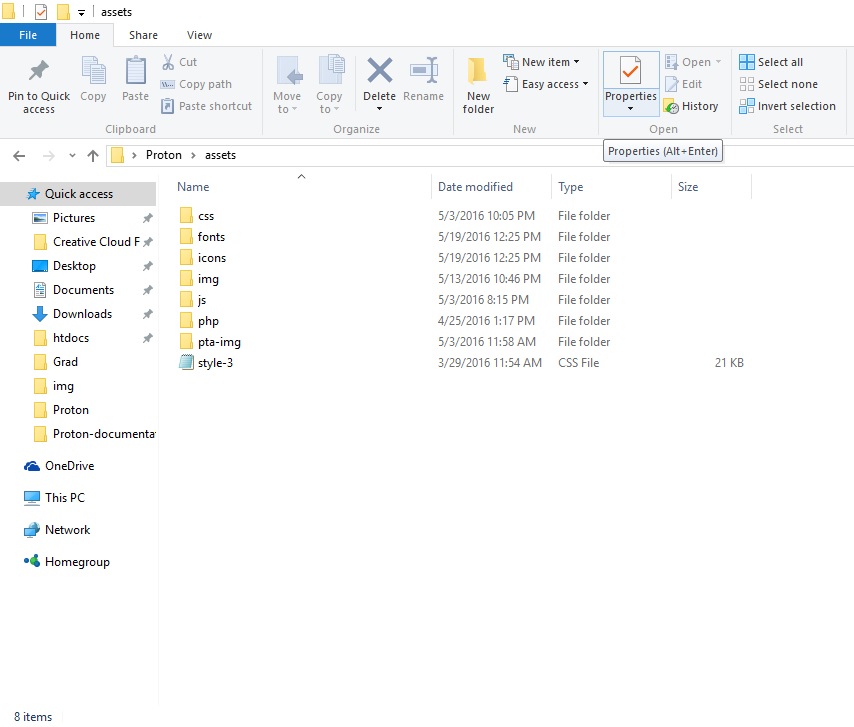 assets
File Home Share View
Pin to Quick access
Copy
Paste
Cut
Copy path
Paste shortcut
Clipboard
Move to
Copy to
Delete
Rename
Organize
New folder
New item
Easy access
New
Properties
Open
Edit
History
Open
Select all
Select none
Invert selection
Select
Proton > assets
Properties (Alt+Enter)
Quick access
Pictures
Creative Cloud F
Desktop
Documents
Downloads
htdocs
Grad
img
Proton
Proton-documenta
OneDrive
This PC
Network
Homegroup
Name Date modified Type Size
css 5/3/2016 10:05 PM File folder
fonts 5/19/2016 12:25 PM File folder
icons 5/19/2016 12:25 PM File folder
img 5/13/2016 10:46 PM File folder
js 5/3/2016 8:15 PM File folder
php 4/25/2016 1:17 PM File folder
pta-img 5/3/2016 11:58 AM File folder
style-3 3/29/2016 11:54 AM CSS File 21 KB
8 items